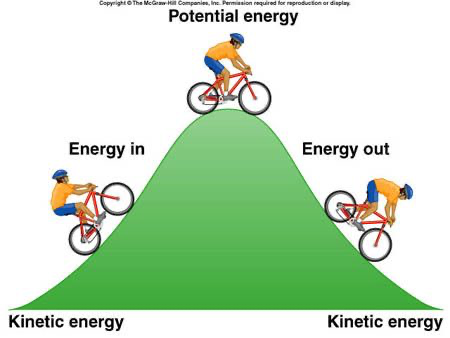 Copyright © The McGraw-Hill Companies, Inc. Permission required for reproduction or display.
Potential energy
Energy in
Energy out
Kinetic energy
Kinetic energy